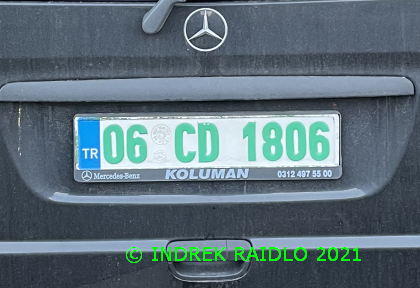 TR 06 CD 1806
Mercedes-Benz KOLUMAN 0312 497 55 00
© INDREK RAIDLO 2021